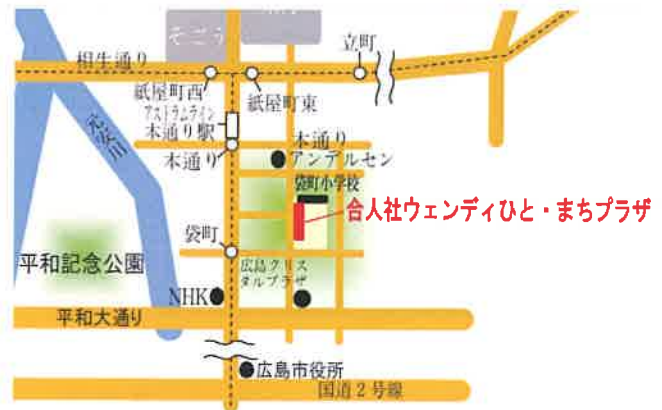 そごう
相生通り
立町
紙屋町西
紙屋町東
アストラムライン
本通り駅
本通り
本通り
アンデルセン
元安川
袋町小学校
合人社ウェンディひと・まちプラザ
袋町
平和記念公園
広島クリス
タルプラザ
NHK
平和大通り
広島市役所
国道2号線